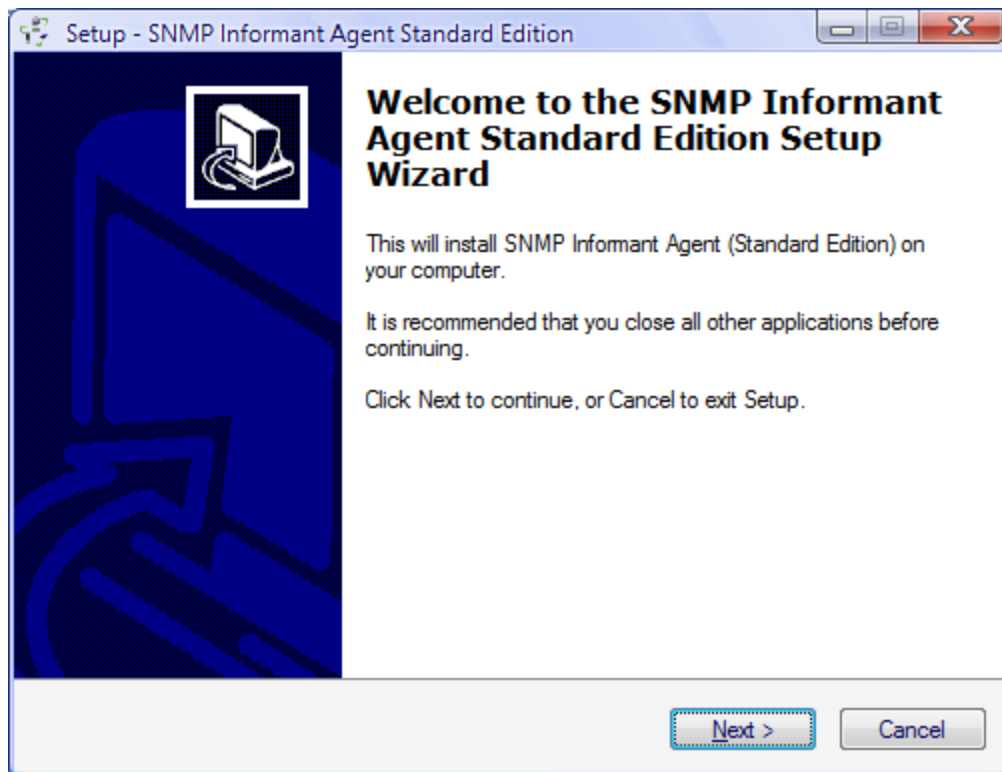 Setup - SNMP Informant Agent Standard Edition
Welcome to the SNMP Informant
Agent Standard Edition Setup
Wizard
This will install SNMP Informant Agent (Standard Edition) on
your computer.
It is recommended that you close all other applications before
continuing.
Click Next to continue, or Cancel to exit Setup.
Next >
Cancel